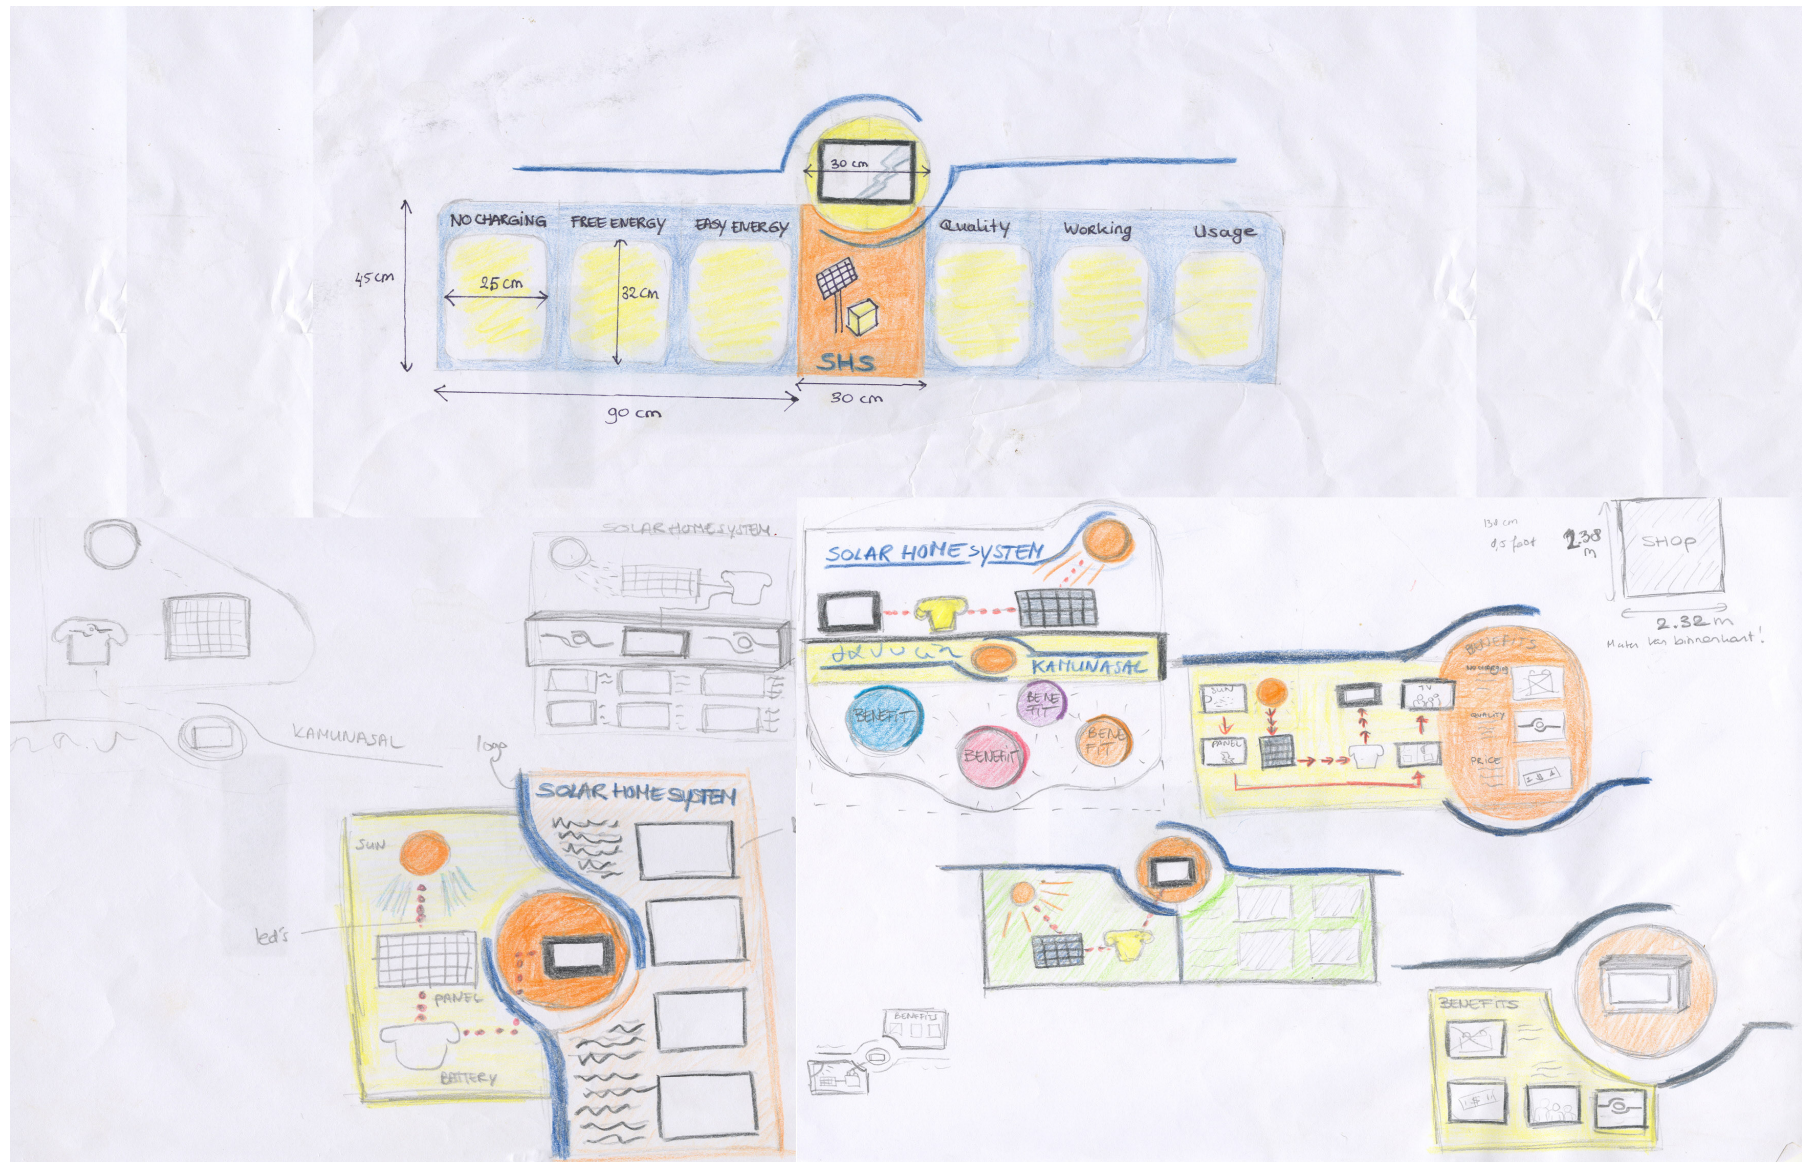 30 cm
NO CHARGING
FREE ENERGY
EASY ENERGY
Quality
Working
Usage
45 cm
25 cm
32 cm
SHS
90 cm
30 cm
SOLAR HOME SYSTEM.
KAMUNASAL
logo
SOLAR HOME SYSTEM
SUN
led's
PANEL
BATTERY
SOLAR HOME SYSTEM
KAMUNASAL
BENEFIT
BENE
FIT
BENEFIT
BENE
FIT
2.38
m
SHOP
2.32 m
BENEFITS
SUN
TV
QUALITY
PANEL
PRICE
BENEFITS
BENEFITS